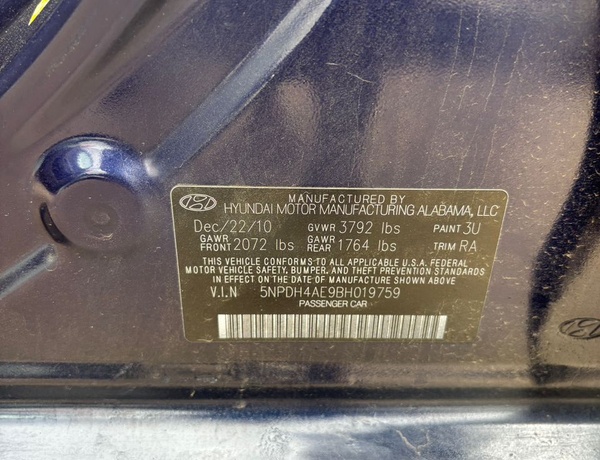 MANUFACTURED BY
HYUNDAI MOTOR MANUFACTURING ALABAMA, LLC
Dec/22/10 GVWR 3792 lbs PAINT 3U
GAWR FRONT 2072 lbs GAWR REAR 1764 lbs TRIM RA
THIS VEHICLE CONFORMS TO ALL APPLICABLE U.S.A. FEDERAL
MOTOR VEHICLE SAFETY, BUMPER, AND THEFT PREVENTION STANDARDS
IN EFFECT ON THE DATE OF MANUFACTURE SHOWN ABOVE.
V.I.N 5NPDH4AE9BH019759
PASSENGER CAR